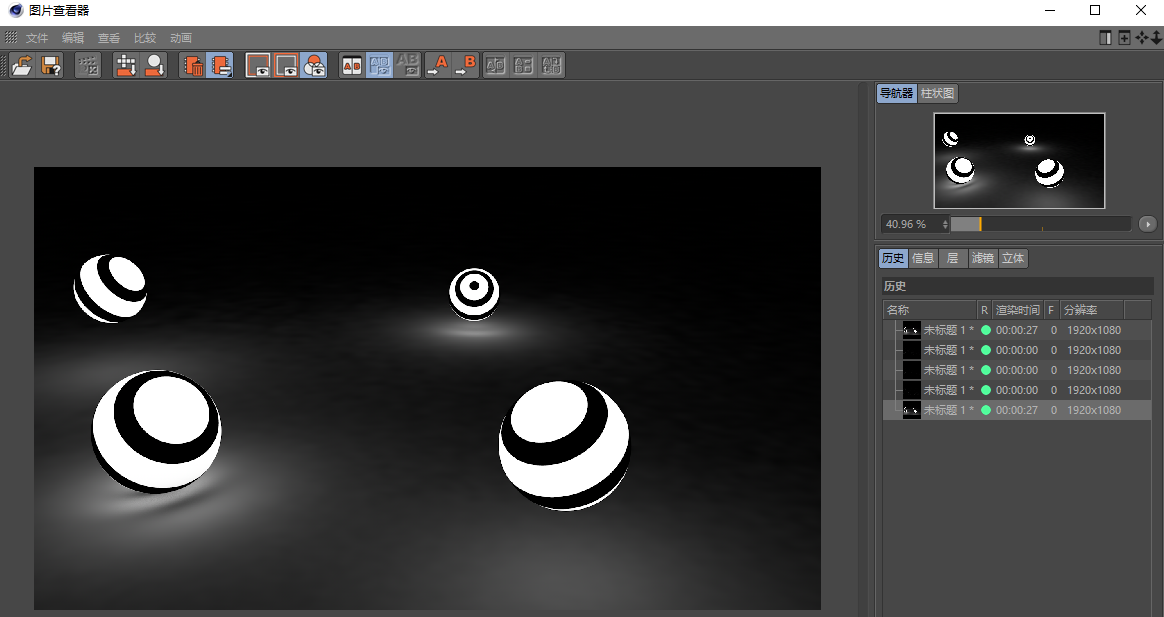 图片查看器
文件 编辑 查看 比较 动画
导航器 柱状图
40.96 %
历史 信息 层 滤镜 立体
历史
名称 R 渲染时间 F 分辨率
未标题 1 * 00:00:27 0 1920x1080
未标题 1 * 00:00:00 0 1920x1080
未标题 1 * 00:00:00 0 1920x1080
未标题 1 * 00:00:00 0 1920x1080
未标题 1 * 00:00:27 0 1920x1080